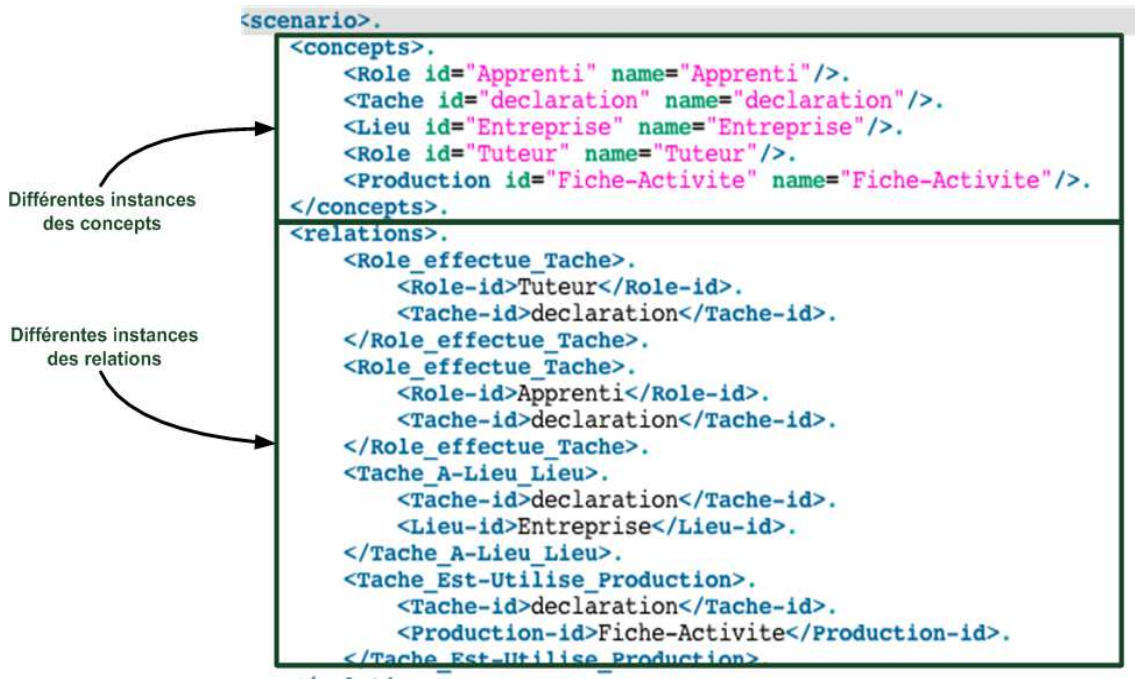 <scenario>.
<concepts>.
<Role id="Apprenti" name="Apprenti"/>.
<Tache id="declaration" name="declaration"/>.
<Lieu id="Entreprise" name="Entreprise"/>.
<Role id="Tuteur" name="Tuteur"/>.
<Production id="Fiche-Activite" name="Fiche-Activite"/>.
</concepts>.
Différentes instances
des concepts
<relations>.
<Role_effectue_Tache>.
<Role-id>Tuteur</Role-id>.
<Tache-id>declaration</Tache-id>.
</Role_effectue_Tache>.
<Role_effectue_Tache>.
<Role-id>Apprenti</Role-id>.
<Tache-id>declaration</Tache-id>.
</Role_effectue_Tache>.
<Tache_A-Lieu_Lieu>.
<Tache-id>declaration</Tache-id>.
<Lieu-id>Entreprise</Lieu-id>.
</Tache_A-Lieu_Lieu>.
<Tache_Est-Utilise_Production>.
<Tache-id>declaration</Tache-id>.
<Production-id>Fiche-Activite</Production-id>.
</Tache_Est-Utilise_Production>.
Différentes instances
des relations